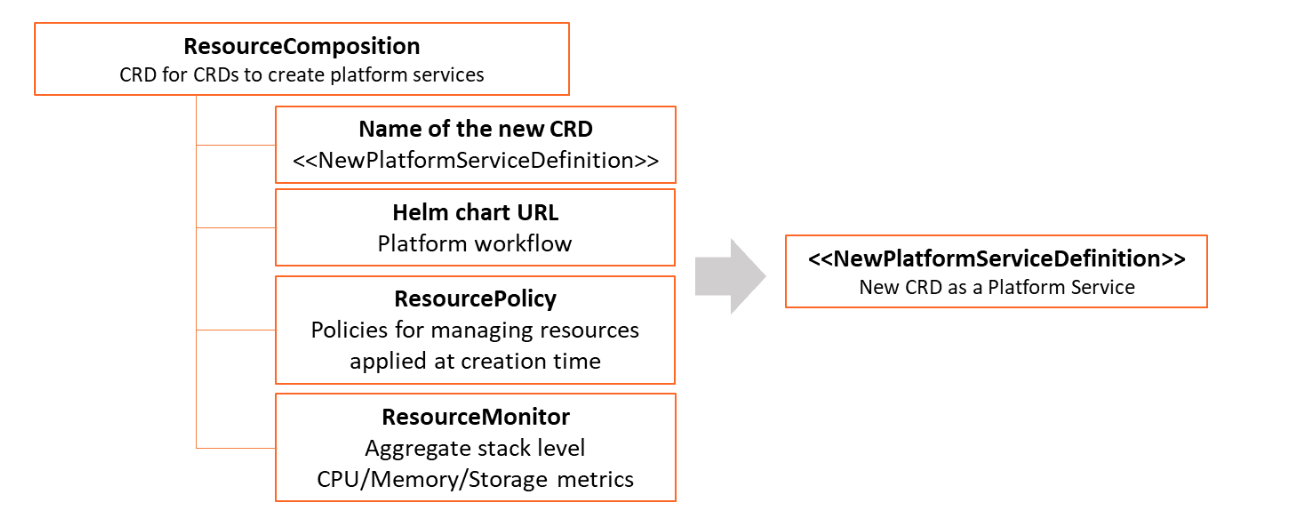 ResourceComposition
CRD for CRDs to create platform services
Name of the new CRD
<<NewPlatformServiceDefinition>>
Helm chart URL
Platform workflow
ResourcePolicy
Policies for managing resources
applied at creation time
ResourceMonitor
Aggregate stack level
CPU/Memory/Storage metrics
<<NewPlatformServiceDefinition>>
New CRD as a Platform Service